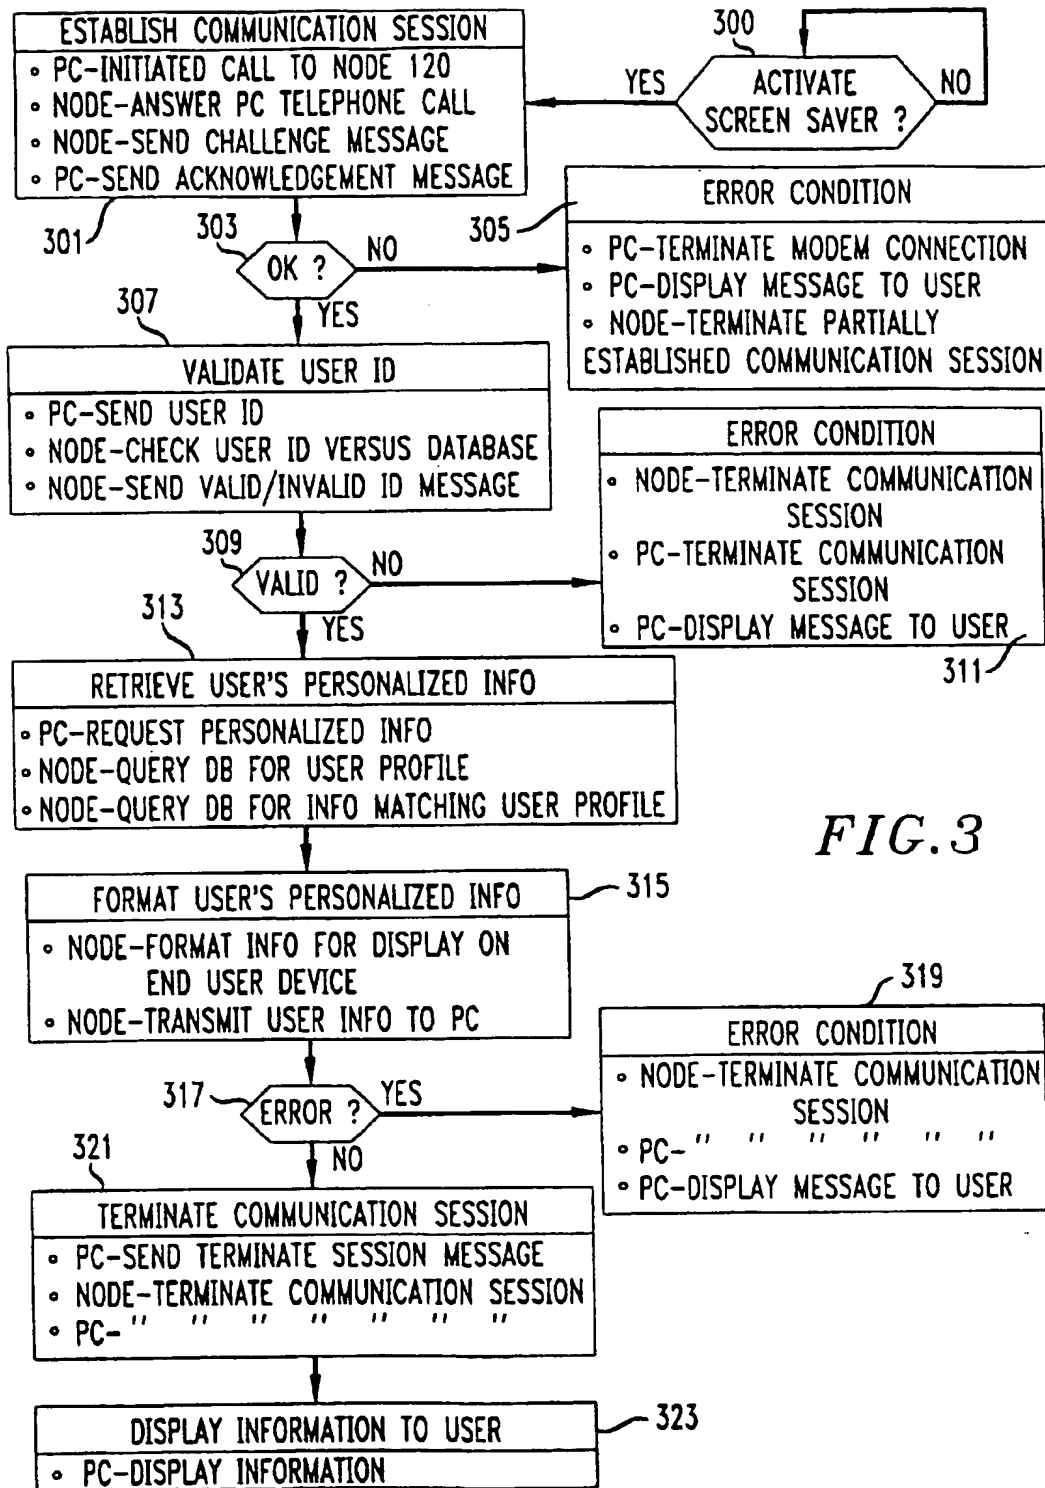 300
ACTIVATE
SCREEN SAVER ?
YES
NO
ESTABLISH COMMUNICATION SESSION
∘ PC-INITIATED CALL TO NODE 120
∘ NODE-ANSWER PC TELEPHONE CALL
∘ NODE-SEND CHALLENGE MESSAGE
∘ PC-SEND ACKNOWLEDGEMENT MESSAGE
301
303
OK ?
NO
YES
305
ERROR CONDITION
∘ PC-TERMINATE MODEM CONNECTION
∘ PC-DISPLAY MESSAGE TO USER
∘ NODE-TERMINATE PARTIALLY
ESTABLISHED COMMUNICATION SESSION
307
VALIDATE USER ID
∘ PC-SEND USER ID
∘ NODE-CHECK USER ID VERSUS DATABASE
∘ NODE-SEND VALID/INVALID ID MESSAGE
309
VALID ?
NO
YES
ERROR CONDITION
∘ NODE-TERMINATE COMMUNICATION
SESSION
∘ PC-TERMINATE COMMUNICATION
SESSION
∘ PC-DISPLAY MESSAGE TO USER
311
313
RETRIEVE USER'S PERSONALIZED INFO
∘ PC-REQUEST PERSONALIZED INFO
∘ NODE-QUERY DB FOR USER PROFILE
∘ NODE-QUERY DB FOR INFO MATCHING USER PROFILE
FIG.3
FORMAT USER'S PERSONALIZED INFO
315
∘ NODE-FORMAT INFO FOR DISPLAY ON
END USER DEVICE
∘ NODE-TRANSMIT USER INFO TO PC
317
ERROR ?
YES
NO
319
ERROR CONDITION
∘ NODE-TERMINATE COMMUNICATION
SESSION
∘ PC- " " " " " "
∘ PC-DISPLAY MESSAGE TO USER
321
TERMINATE COMMUNICATION SESSION
∘ PC-SEND TERMINATE SESSION MESSAGE
∘ NODE-TERMINATE COMMUNICATION SESSION
∘ PC- " " " " " " "
DISPLAY INFORMATION TO USER
323
∘ PC-DISPLAY INFORMATION